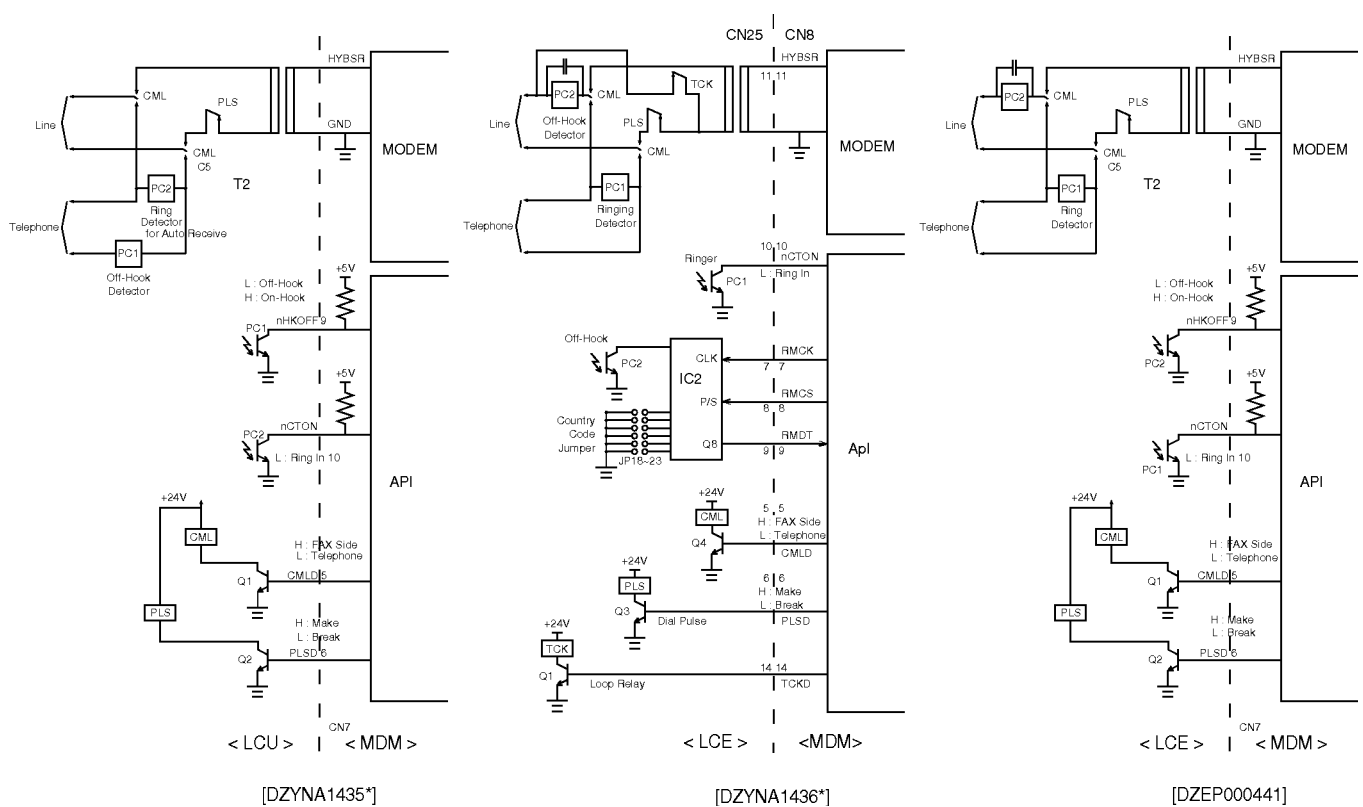 HYBSR
CML
PLS
Line
GND
MODEM
CML
C5
T2
PC2
Ring
Detector
for Auto Receive
Telephone
PC1
Off-Hook
Detector
+5V
L : Off-Hook
H : On-Hook
nHKOFF 9
PC1
+5V
nCTON
PC2
L : Ring In 10
API
+24V
CML
H : FAX Side
L : Telephone
CMLD 5
Q1
PLS
H : Make
L : Break
PLSD 6
Q2
CN7
< LCU >
< MDM >
[DZYNA1435*]
CN25
CN8
HYBSR
11 11
TCK
PC2
CML
Off-Hook
Detector
Line
PLS
CML
MODEM
PC1
Ringing
Detector
Telephone
10 10
nCTON
Ringer
L : Ring In
PC1
Off-Hook
PC2
CLK
RMCK
7 7
IC2
P/S
RMCS
8 8
Country
Code
Jumper
Q8
RMDT
9 9
JP18~23
ApI
+24V
CML
5 5
H : FAX Side
L : Telephone
Q4
CMLD
+24V
PLS
6 6
H : Make
L : Break
Q3
Dial Pulse
PLSD
+24V
TCK
14 14
Q1
Loop Relay
TCKD
< LCE >
<MDM>
[DZYNA1436*]
HYBSR
PC2
CML
PLS
Line
GND
MODEM
CML
C5
T2
PC1
Ring
Detector
Telephone
+5V
L : Off-Hook
H : On-Hook
nHKOFF 9
PC2
+5V
nCTON
L : Ring In 10
PC1
API
+24V
CML
H : FAX Side
L : Telephone
CMLD 5
Q1
PLS
H : Make
L : Break
PLSD 6
Q2
CN7
< LCE >
< MDM >
[DZEP000441]